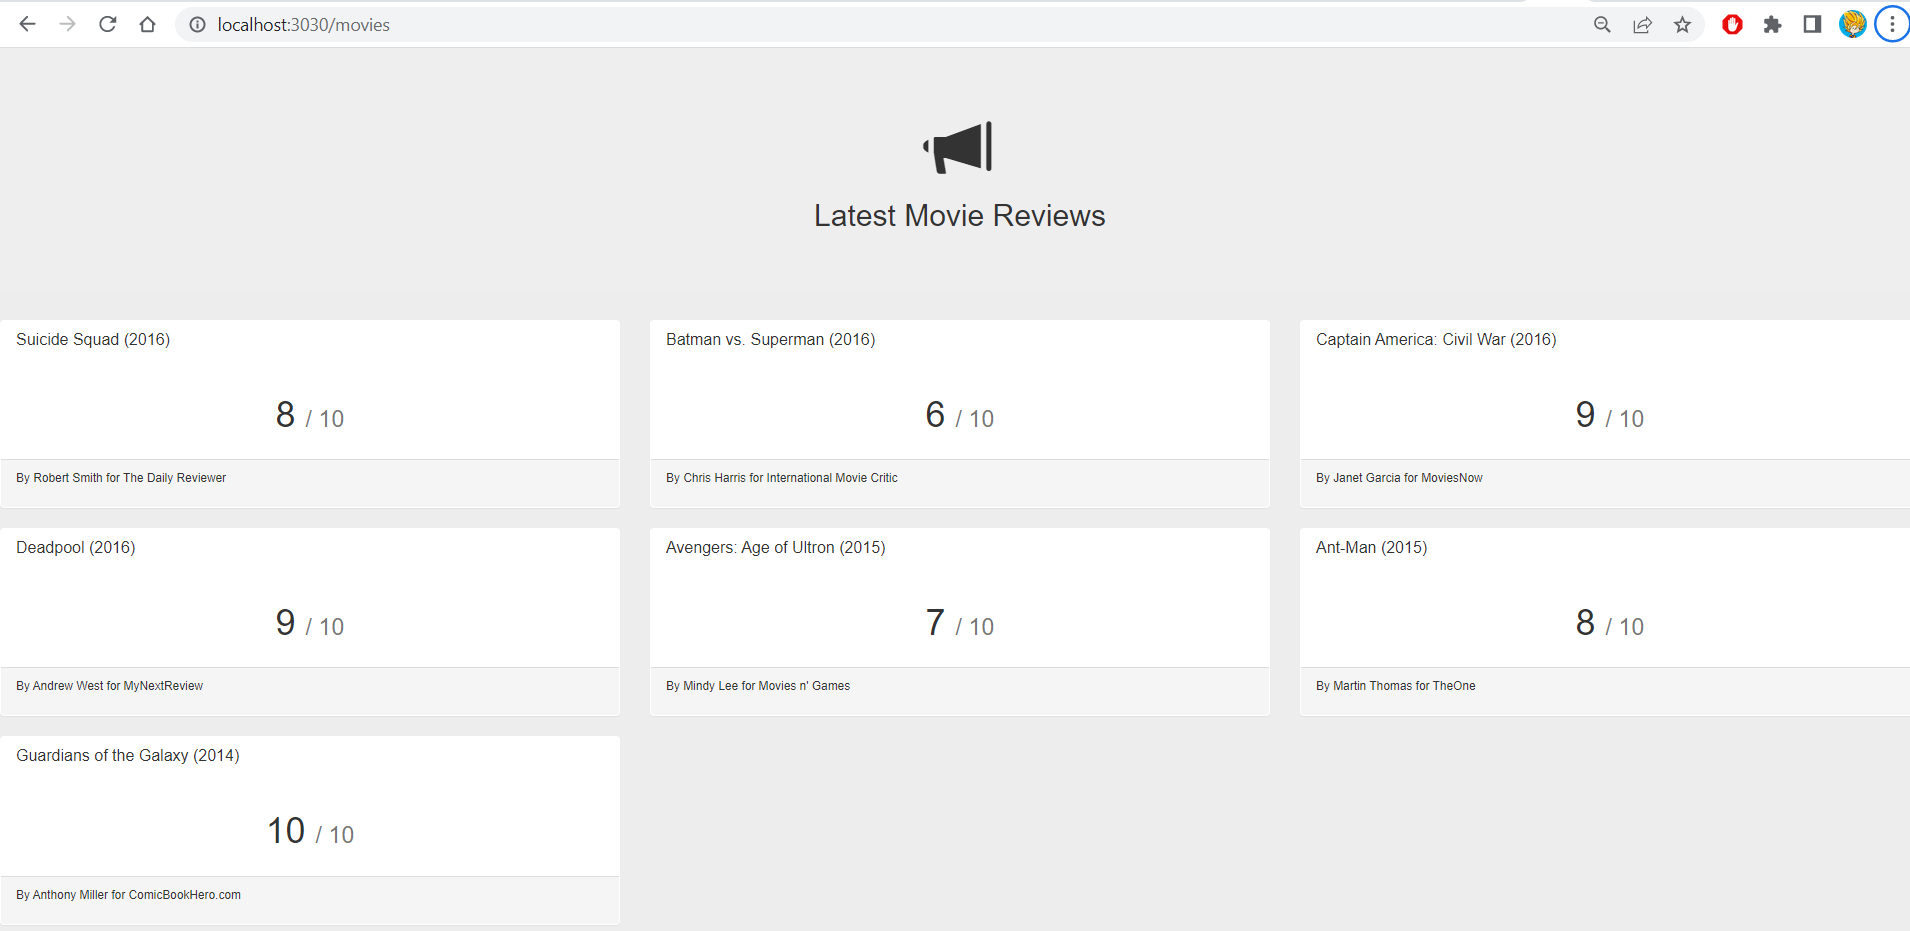 localhost:3030/movies
Latest Movie Reviews
Suicide Squad (2016)
8 / 10
By Robert Smith for The Daily Reviewer
Batman vs. Superman (2016)
6 / 10
By Chris Harris for International Movie Critic
Captain America: Civil War (2016)
9 / 10
By Janet Garcia for MoviesNow
Deadpool (2016)
9 / 10
By Andrew West for MyNextReview
Avengers: Age of Ultron (2015)
7 / 10
By Mindy Lee for Movies n' Games
Ant-Man (2015)
8 / 10
By Martin Thomas for TheOne
Guardians of the Galaxy (2014)
10 / 10
By Anthony Miller for ComicBookHero.com